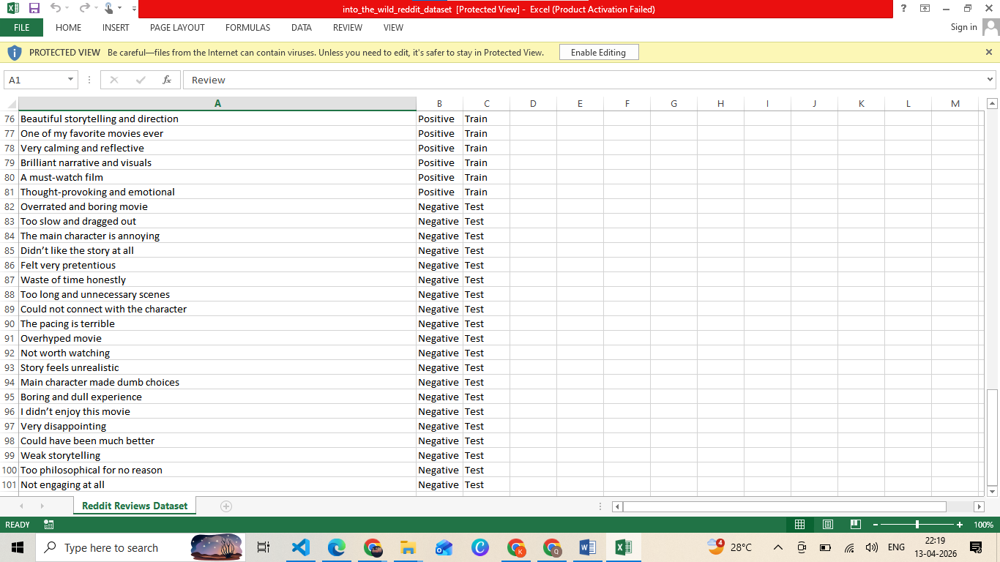 into_the_wild_reddit_dataset [Protected View] - Excel (Product Activation Failed)
FILE HOME INSERT PAGE LAYOUT FORMULAS DATA REVIEW VIEW Sign in
PROTECTED VIEW Be careful—files from the Internet can contain viruses. Unless you need to edit, it's safer to stay in Protected View. Enable Editing
A1 fx Review
A B C D E F G H I J K L M
76 Beautiful storytelling and direction Positive Train
77 One of my favorite movies ever Positive Train
78 Very calming and reflective Positive Train
79 Brilliant narrative and visuals Positive Train
80 A must-watch film Positive Train
81 Thought-provoking and emotional Positive Train
82 Overrated and boring movie Negative Test
83 Too slow and dragged out Negative Test
84 The main character is annoying Negative Test
85 Didn’t like the story at all Negative Test
86 Felt very pretentious Negative Test
87 Waste of time honestly Negative Test
88 Too long and unnecessary scenes Negative Test
89 Could not connect with the character Negative Test
90 The pacing is terrible Negative Test
91 Overhyped movie Negative Test
92 Not worth watching Negative Test
93 Story feels unrealistic Negative Test
94 Main character made dumb choices Negative Test
95 Boring and dull experience Negative Test
96 I didn’t enjoy this movie Negative Test
97 Very disappointing Negative Test
98 Could have been much better Negative Test
99 Weak storytelling Negative Test
100 Too philosophical for no reason Negative Test
101 Not engaging at all Negative Test
Reddit Reviews Dataset
READY 100%
Type here to search 4 28°C ENG 22:19
13-04-2026